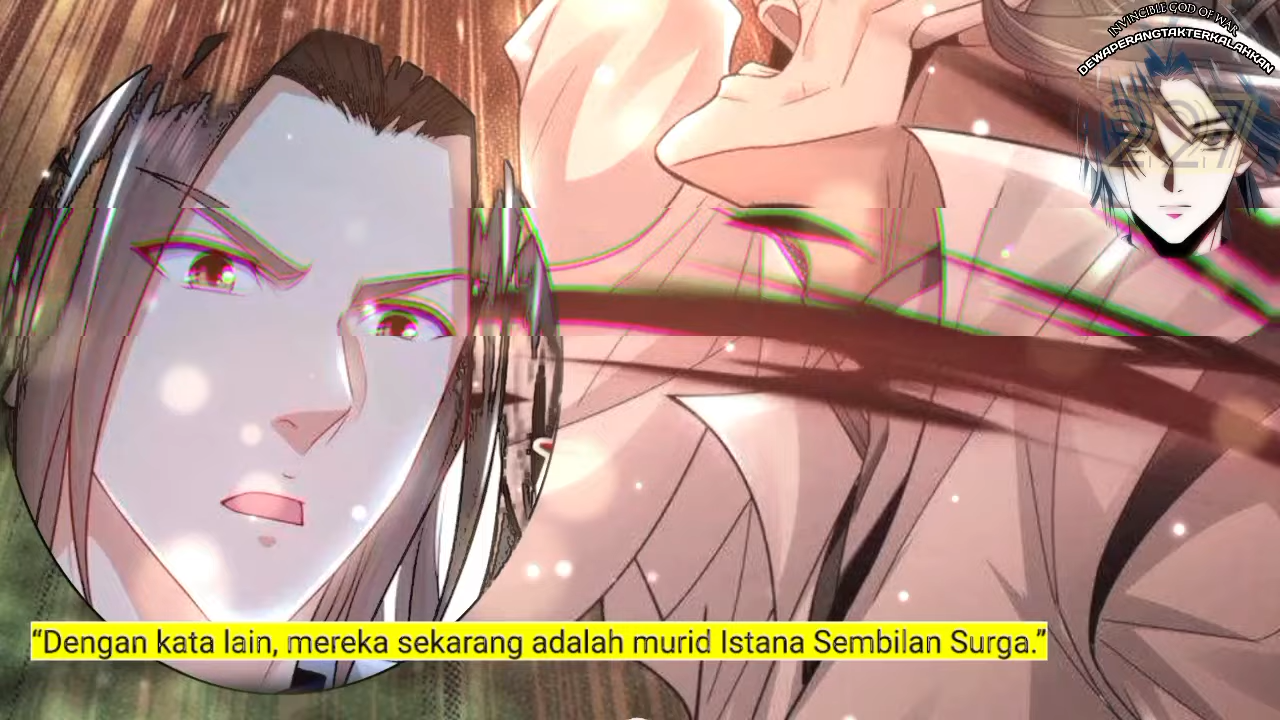 INVINCIBLE GOD OF WAR
DEWAPERANGTAKTERKALAHKAN
227
“Dengan kata lain, mereka sekarang adalah murid Istana Sembilan Surga.”